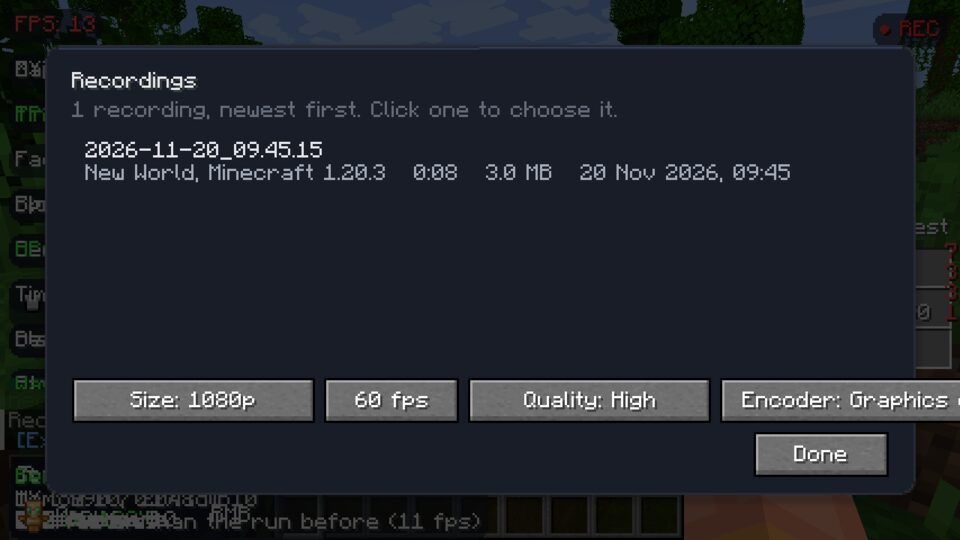 FPS: 13
REC
Recordings
1 recording, newest first. Click one to choose it.
2026-11-20_09.45.15
New World, Minecraft 1.20.3 0:08 3.0 MB 20 Nov 2026, 09:45
Size: 1080p
60 fps
Quality: High
Encoder: Graphics
Done
the run before (11 fps)